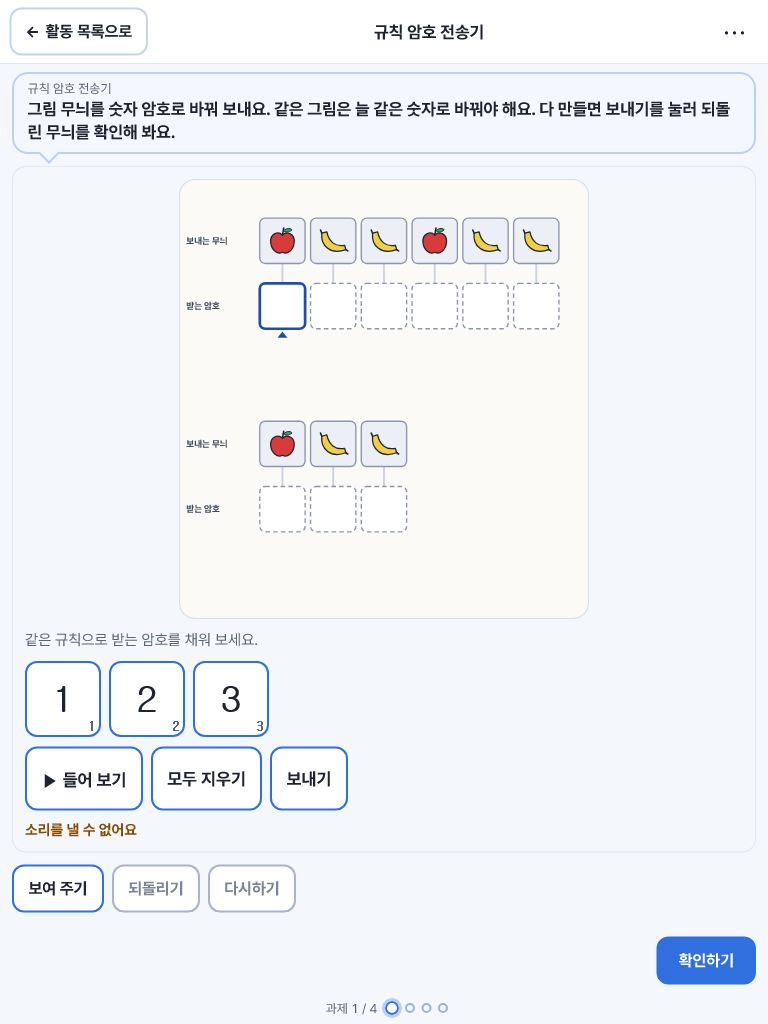 ← 활동 목록으로
규칙 암호 전송기
...
규칙 암호 전송기
그림 무늬를 숫자 암호로 바꿔 보내요. 같은 그림은 늘 같은 숫자로 바꿔야 해요. 다 만들면 보내기를 눌러 되돌
린 무늬를 확인해 봐요.
보내는 무늬
받는 암호
보내는 무늬
받는 암호
같은 규칙으로 받는 암호를 채워 보세요.
1 1 2 2 3 3
▶ 들어 보기 모두 지우기 보내기
소리를 낼 수 없어요
보여 주기 되돌리기 다시하기
확인하기
과제 1 / 4